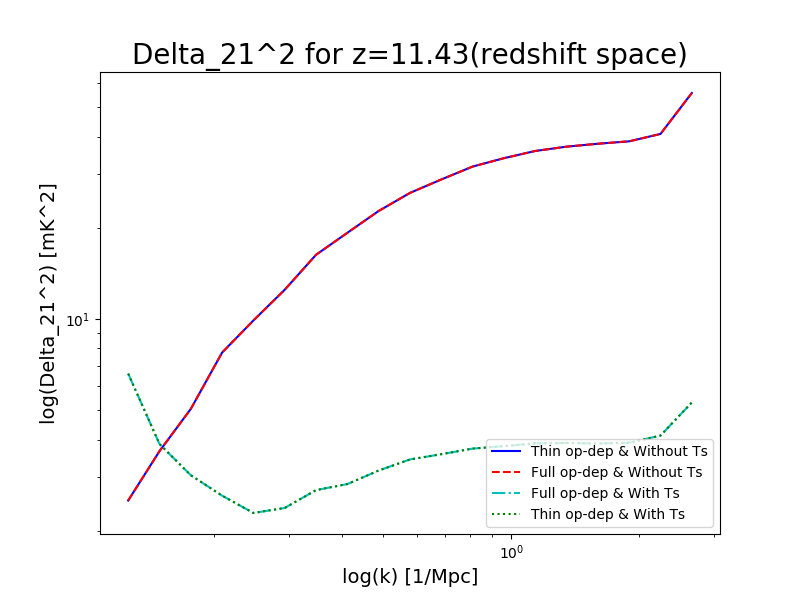 Delta_21^2 for z=11.43(redshift space)
log(Delta_21^2) [mK^2]
10^1
Thin op-dep & Without Ts
Full op-dep & Without Ts
Full op-dep & With Ts
Thin op-dep & With Ts
10^0
log(k) [1/Mpc]